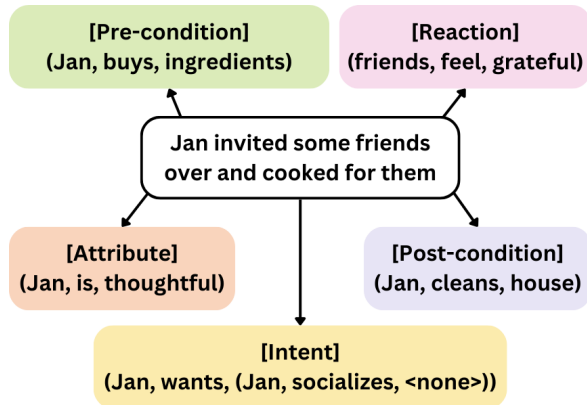 [Pre-condition]
(Jan, buys, ingredients)
[Reaction]
(friends, feel, grateful)
Jan invited some friends
over and cooked for them
[Attribute]
(Jan, is, thoughtful)
[Post-condition]
(Jan, cleans, house)
[Intent]
(Jan, wants, (Jan, socializes, <none>))